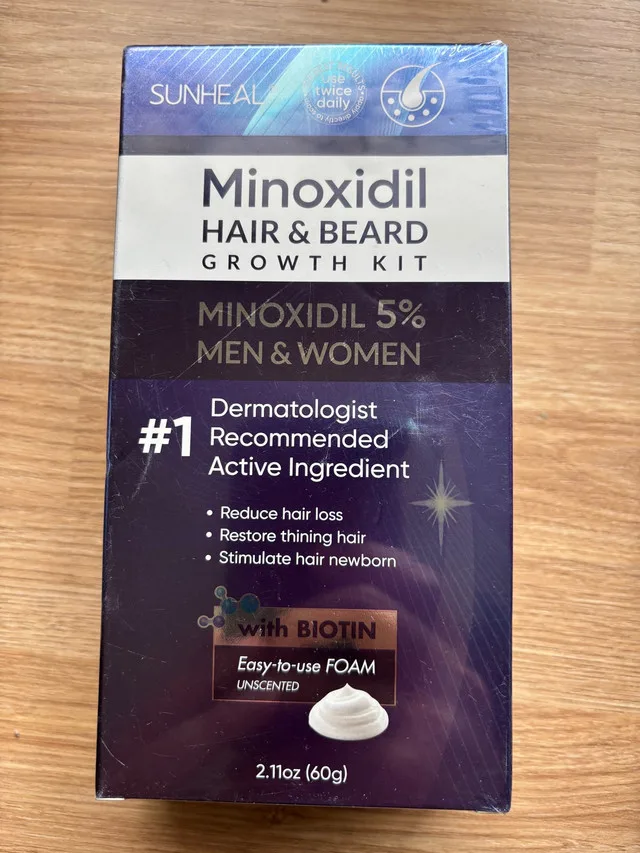 SUNHEAL
use
twice
daily
Minoxidil
HAIR & BEARD
GROWTH KIT
MINOXIDIL 5%
MEN & WOMEN
#1
Dermatologist
Recommended
Active Ingredient
• Reduce hair loss
• Restore thining hair
• Stimulate hair newborn
with BIOTIN
Easy-to-use FOAM
UNSCENTED
2.11oz (60g)